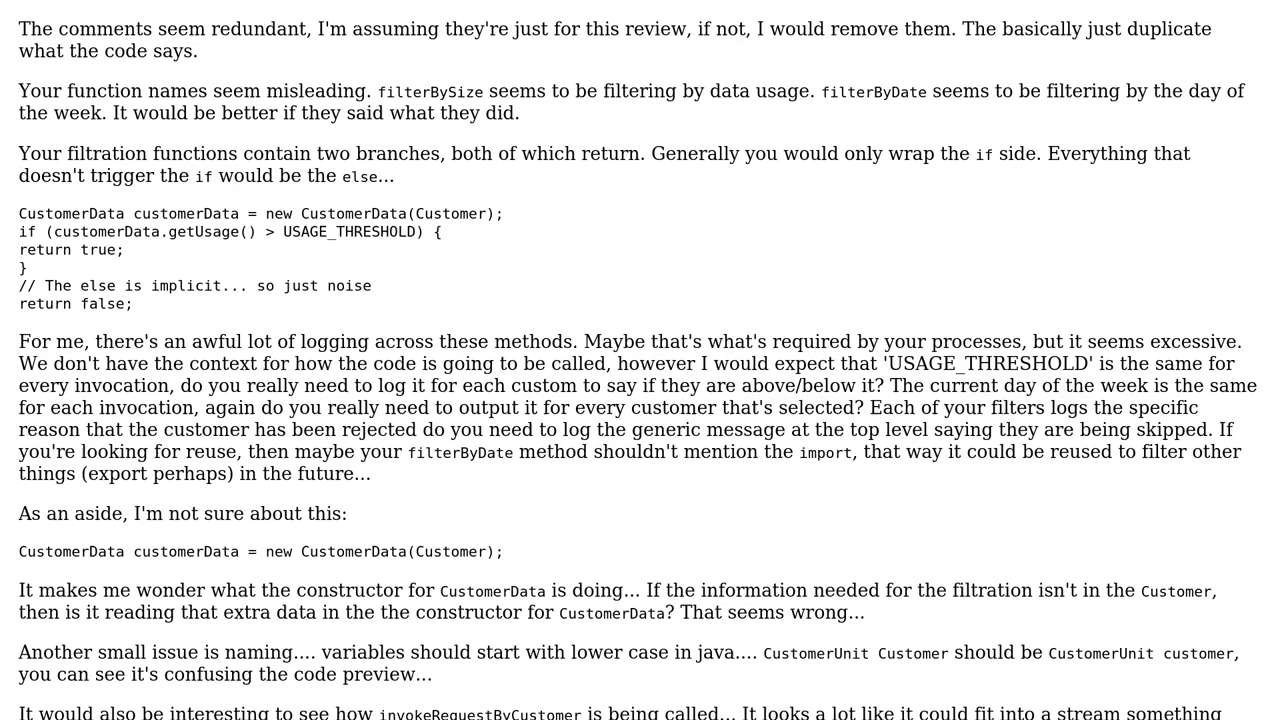 The comments seem redundant, I'm assuming they're just for this review, if not, I would remove them. The basically just duplicate
what the code says.
Your function names seem misleading. filterBySize seems to be filtering by data usage. filterByDate seems to be filtering by the day of
the week. It would be better if they said what they did.
Your filtration functions contain two branches, both of which return. Generally you would only wrap the if side. Everything that
doesn't trigger the if would be the else...
CustomerData customerData = new CustomerData(Customer);
if (customerData.getUsage() > USAGE_THRESHOLD) {
return true;
}
// The else is implicit... so just noise
return false;
For me, there's an awful lot of logging across these methods. Maybe that's what's required by your processes, but it seems excessive.
We don't have the context for how the code is going to be called, however I would expect that 'USAGE_THRESHOLD' is the same for
every invocation, do you really need to log it for each custom to say if they are above/below it? The current day of the week is the same
for each invocation, again do you really need to output it for every customer that's selected? Each of your filters logs the specific
reason that the customer has been rejected do you need to log the generic message at the top level saying they are being skipped. If
you're looking for reuse, then maybe your filterByDate method shouldn't mention the import, that way it could be reused to filter other
things (export perhaps) in the future...
As an aside, I'm not sure about this:
CustomerData customerData = new CustomerData(Customer);
It makes me wonder what the constructor for CustomerData is doing... If the information needed for the filtration isn't in the Customer,
then is it reading that extra data in the the constructor for CustomerData? That seems wrong...
Another small issue is naming.... variables should start with lower case in java.... CustomerUnit Customer should be CustomerUnit customer,
you can see it's confusing the code preview...
It would also be interesting to see how invokeRequestByCustomer is being called... It looks a lot like it could fit into a stream something